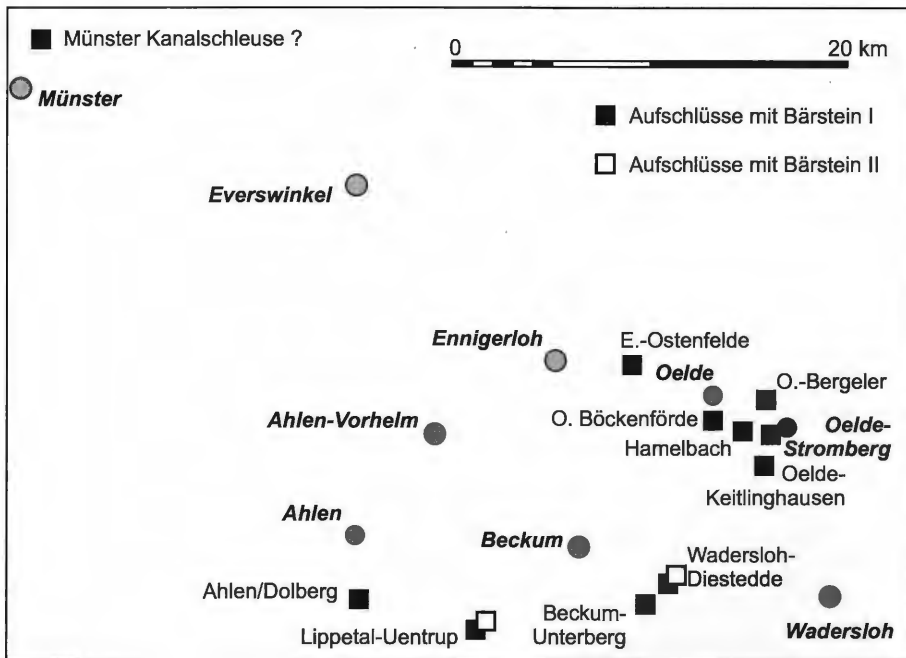 Münster Kanalschleuse ?
0 20 km
Münster
Aufschlüsse mit Bärstein I
Aufschlüsse mit Bärstein II
Everswinkel
Ennigerloh
E.-Ostenfelde
Oelde
O.-Bergeler
Ahlen-Vorhelm
O. Böckenförde
Oelde-
Stromberg
Hamelbach
Oelde-
Keitlinghausen
Ahlen
Beckum
Wadersloh-
Diestedde
Ahlen/Dolberg
Beckum-
Unterberg
Lippetal-Uentrup
Wadersloh